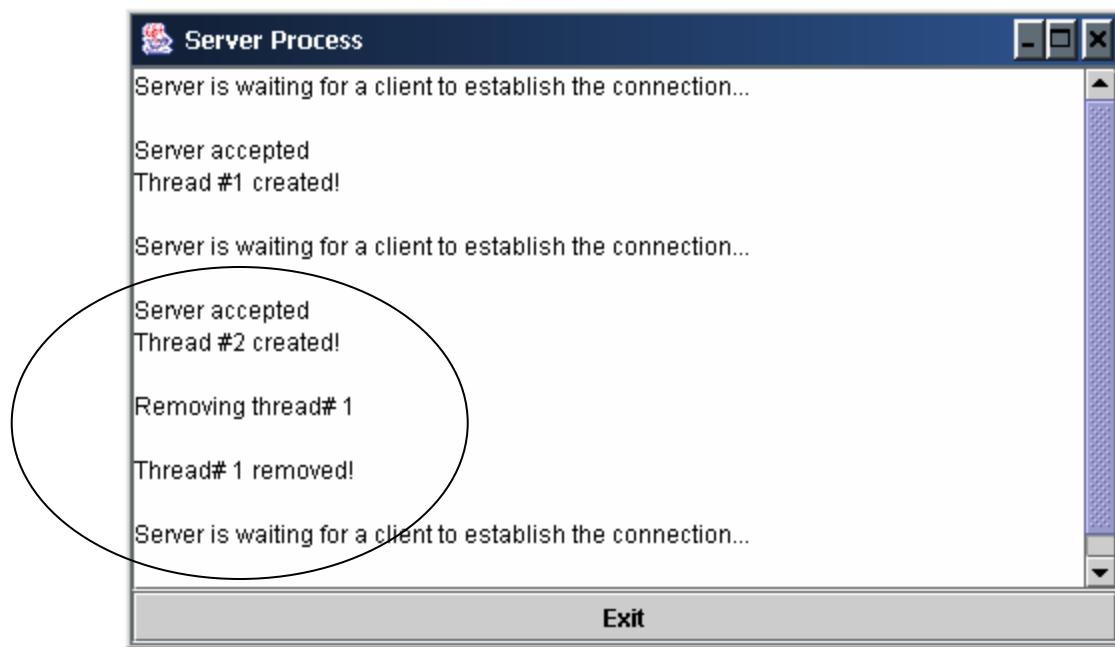 Server Process
Server is waiting for a client to establish the connection...
Server accepted
Thread #1 created!
Server is waiting for a client to establish the connection...
Server accepted
Thread #2 created!
Removing thread# 1
Thread# 1 removed!
Server is waiting for a client to establish the connection...
Exit